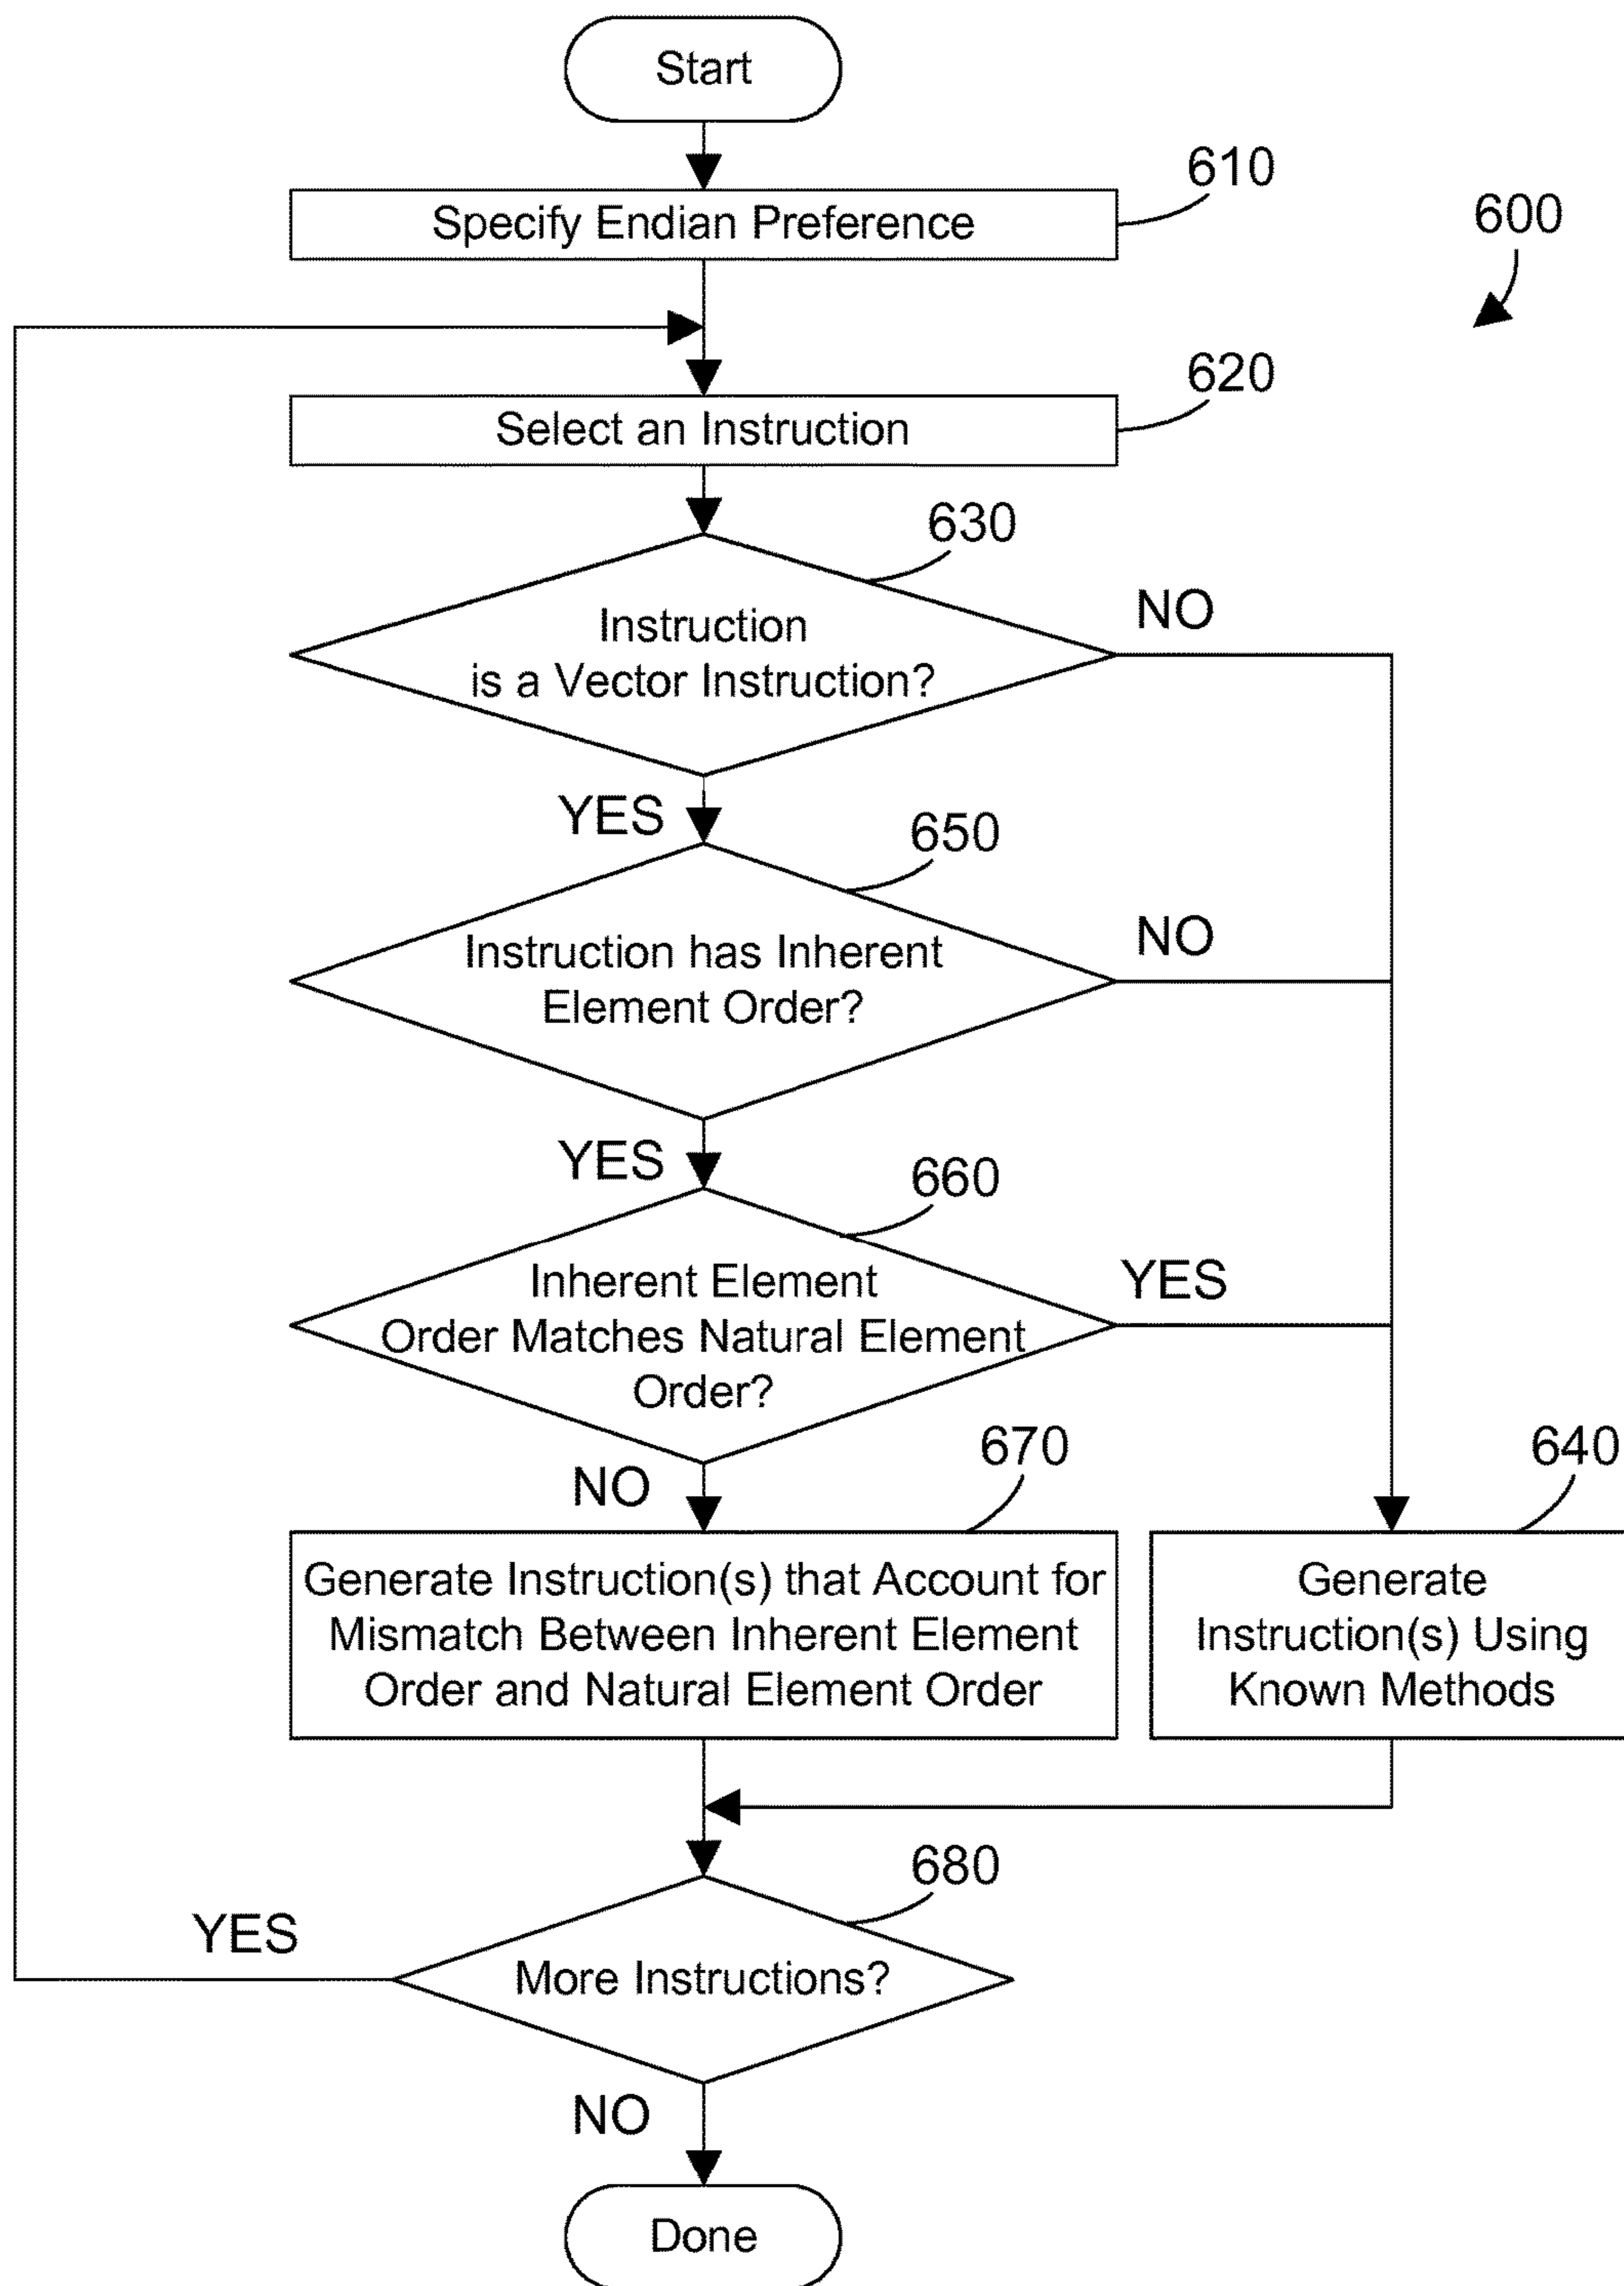 Start
610
Specify Endian Preference
600
620
Select an Instruction
630
Instruction
is a Vector Instruction?
NO
YES
650
Instruction has Inherent
Element Order?
NO
YES
660
Inherent Element
Order Matches Natural Element
Order?
YES
NO
670
640
Generate Instruction(s) that Account for
Mismatch Between Inherent Element
Order and Natural Element Order
Generate
Instruction(s) Using
Known Methods
680
YES
More Instructions?
NO
Done